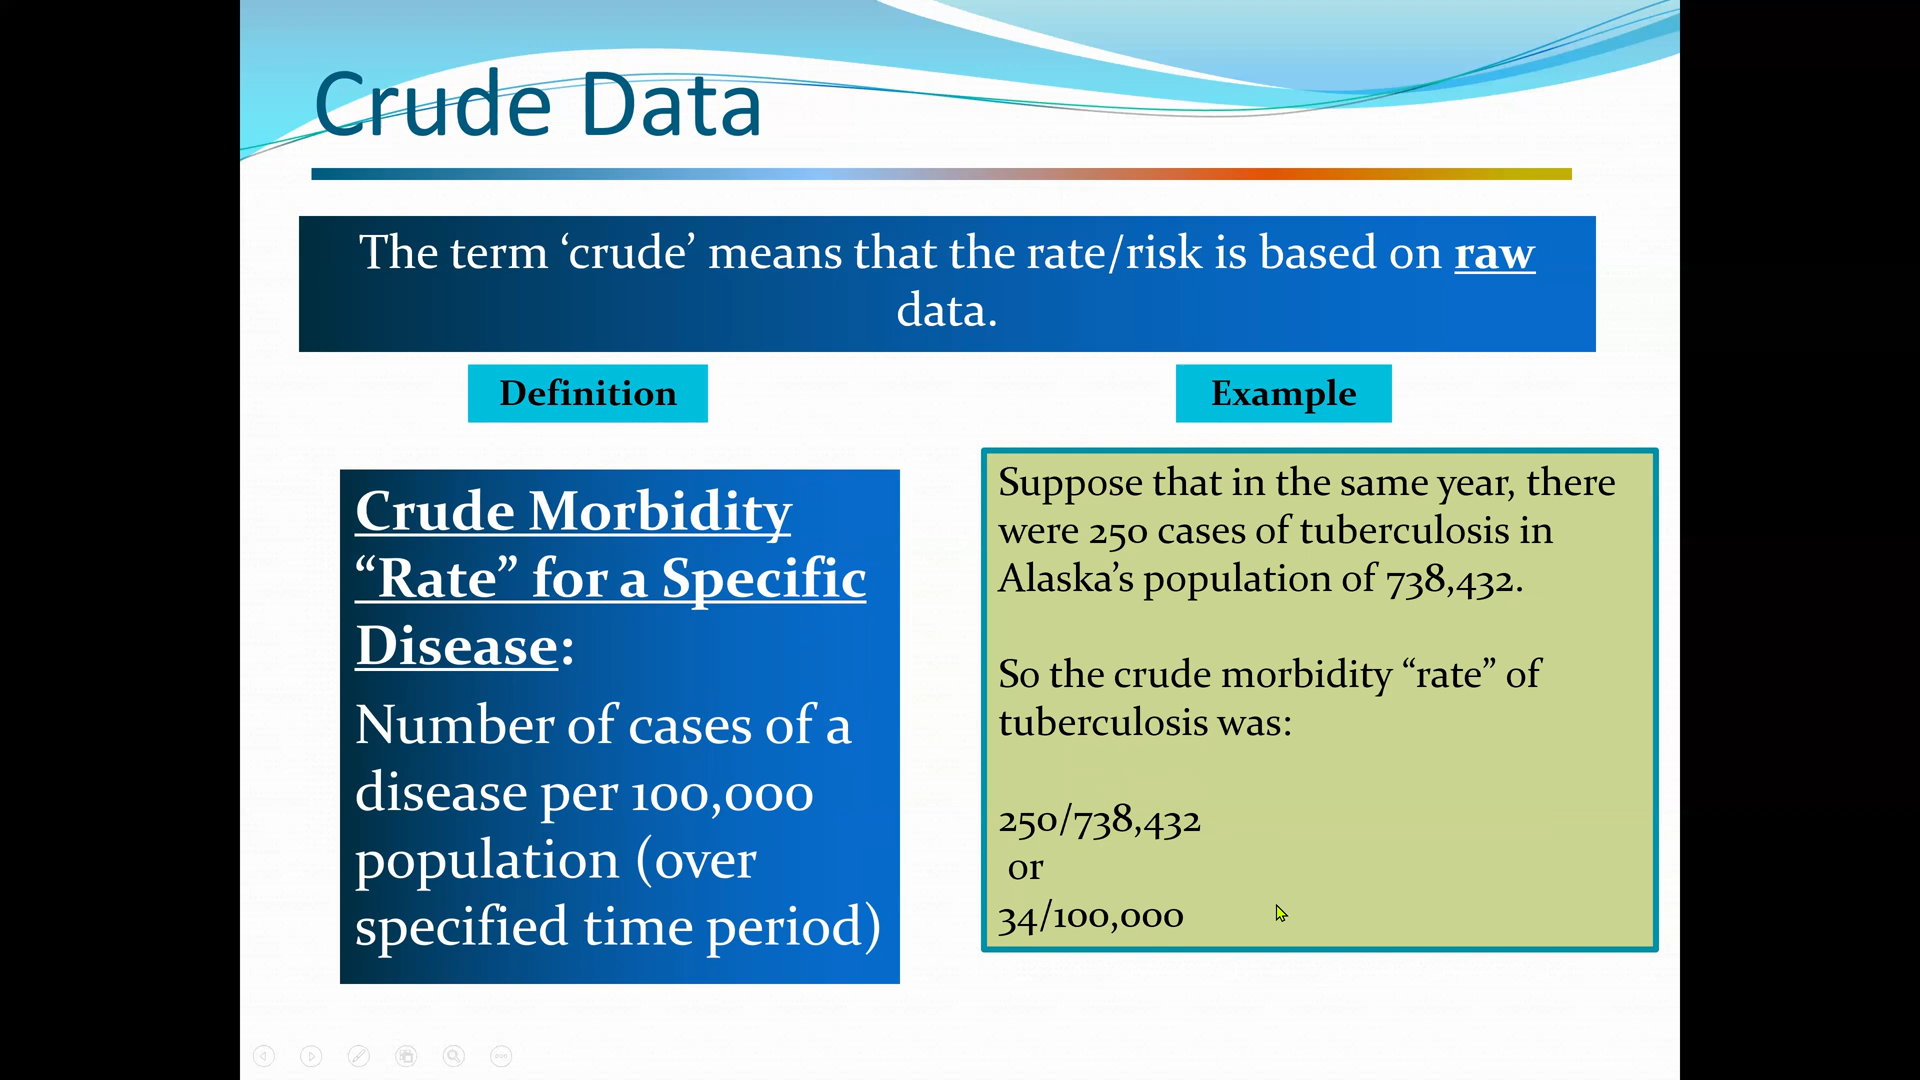 Crude Data
The term ‘crude’ means that the rate/risk is based on raw
data.
Definition
Example
Crude Morbidity
“Rate” for a Specific
Disease:
Number of cases of a
disease per 100,000
population (over
specified time period)
Suppose that in the same year, there
were 250 cases of tuberculosis in
Alaska’s population of 738,432.
So the crude morbidity “rate” of
tuberculosis was:
250/738,432
or
34/100,000